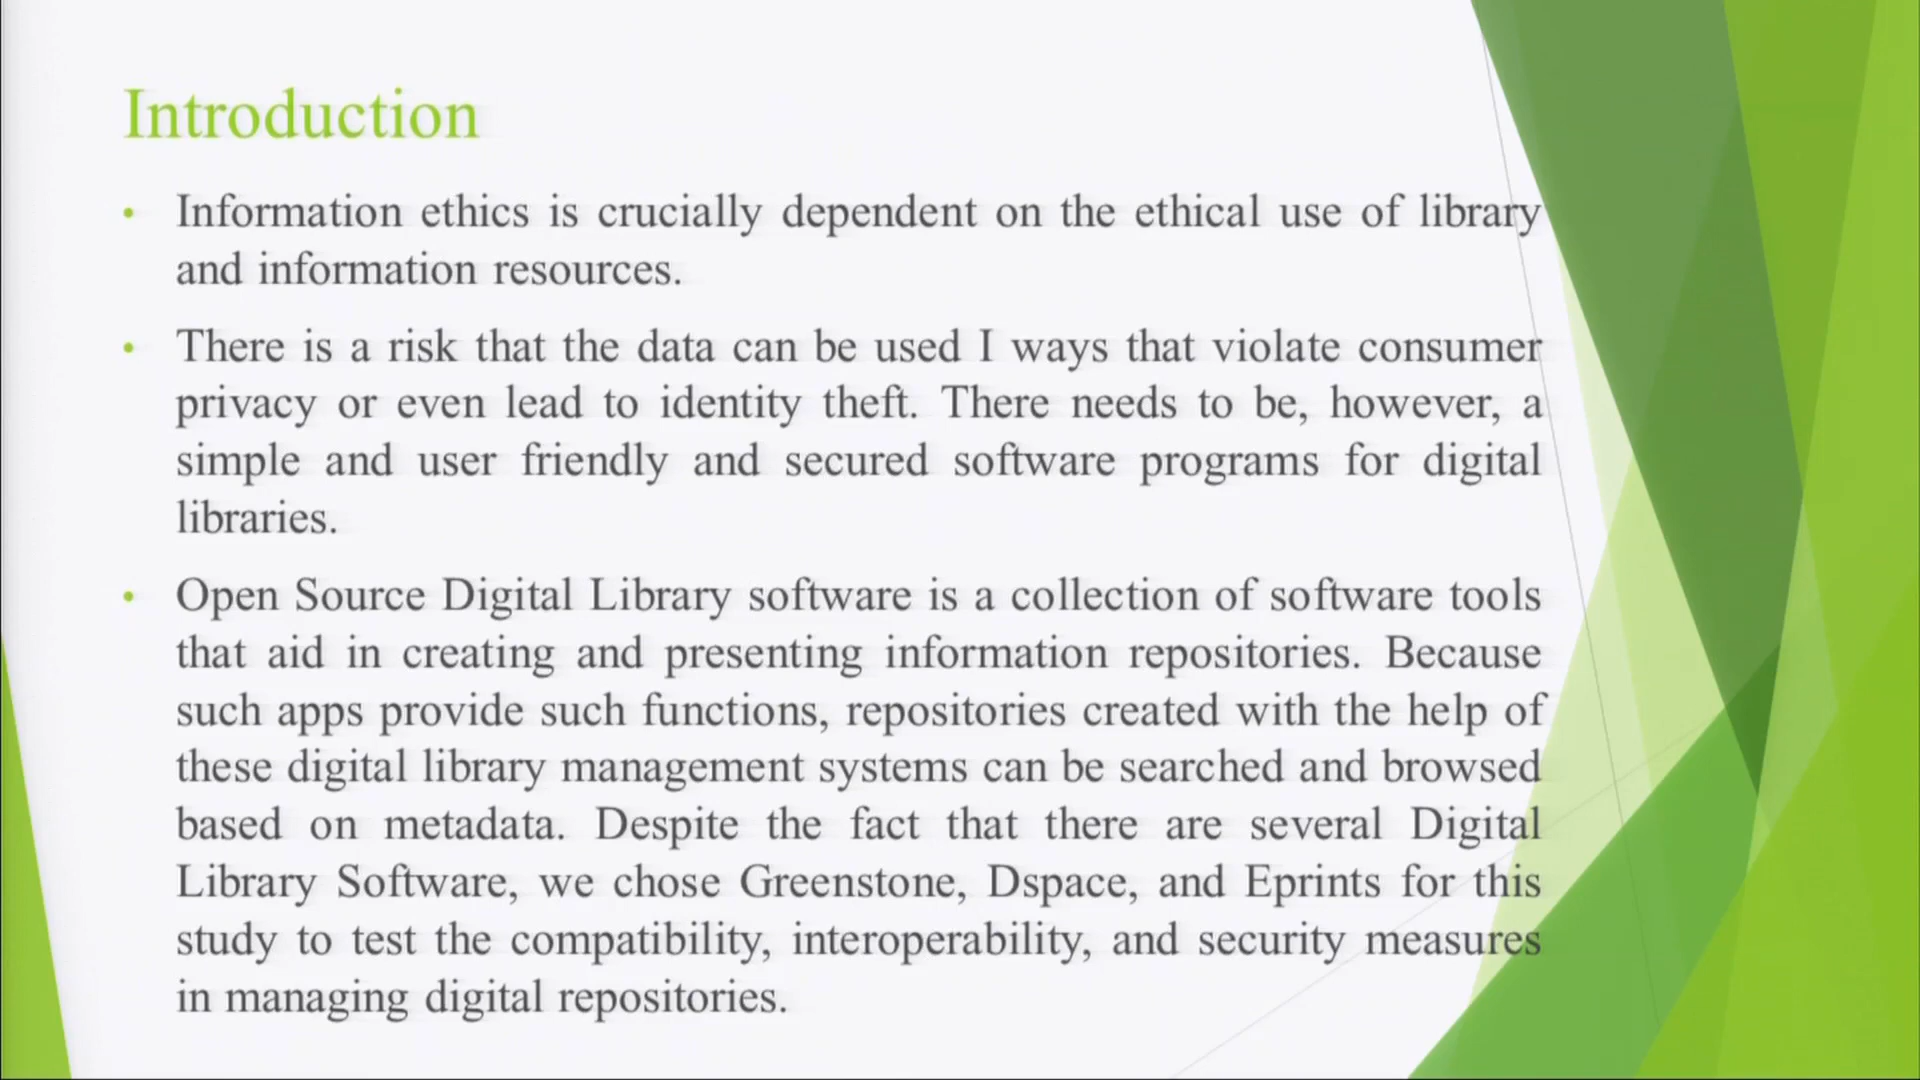 Introduction
• Information ethics is crucially dependent on the ethical use of library
and information resources.
• There is a risk that the data can be used I ways that violate consumer
privacy or even lead to identity theft. There needs to be, however, a
simple and user friendly and secured software programs for digital
libraries.
• Open Source Digital Library software is a collection of software tools
that aid in creating and presenting information repositories. Because
such apps provide such functions, repositories created with the help of
these digital library management systems can be searched and browsed
based on metadata. Despite the fact that there are several Digital
Library Software, we chose Greenstone, Dspace, and Eprints for this
study to test the compatibility, interoperability, and security measures
in managing digital repositories.